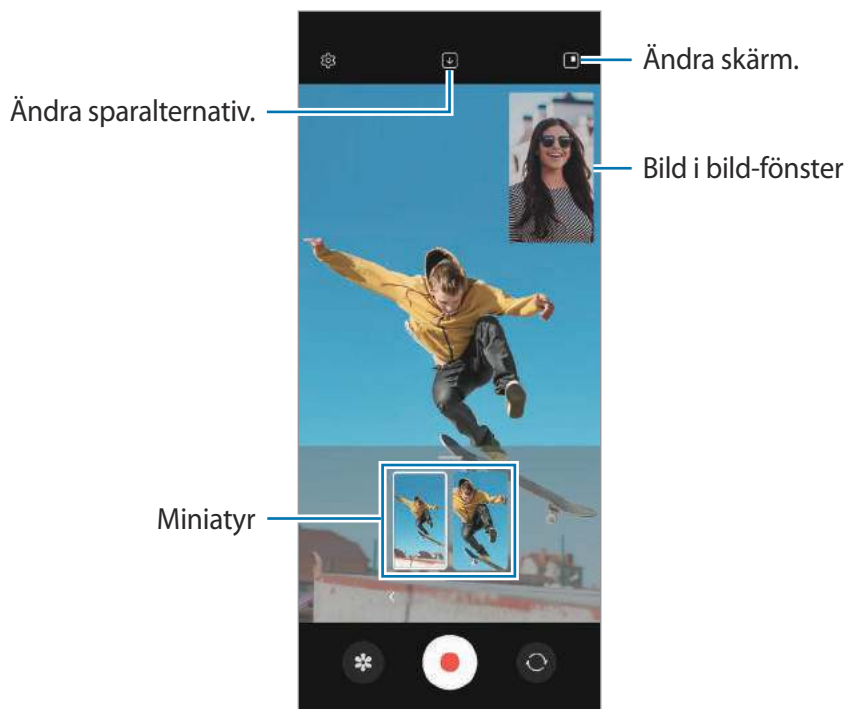 Ändra skärm.
Ändra sparalternativ.
Bild i bild-fönster
Miniatyr